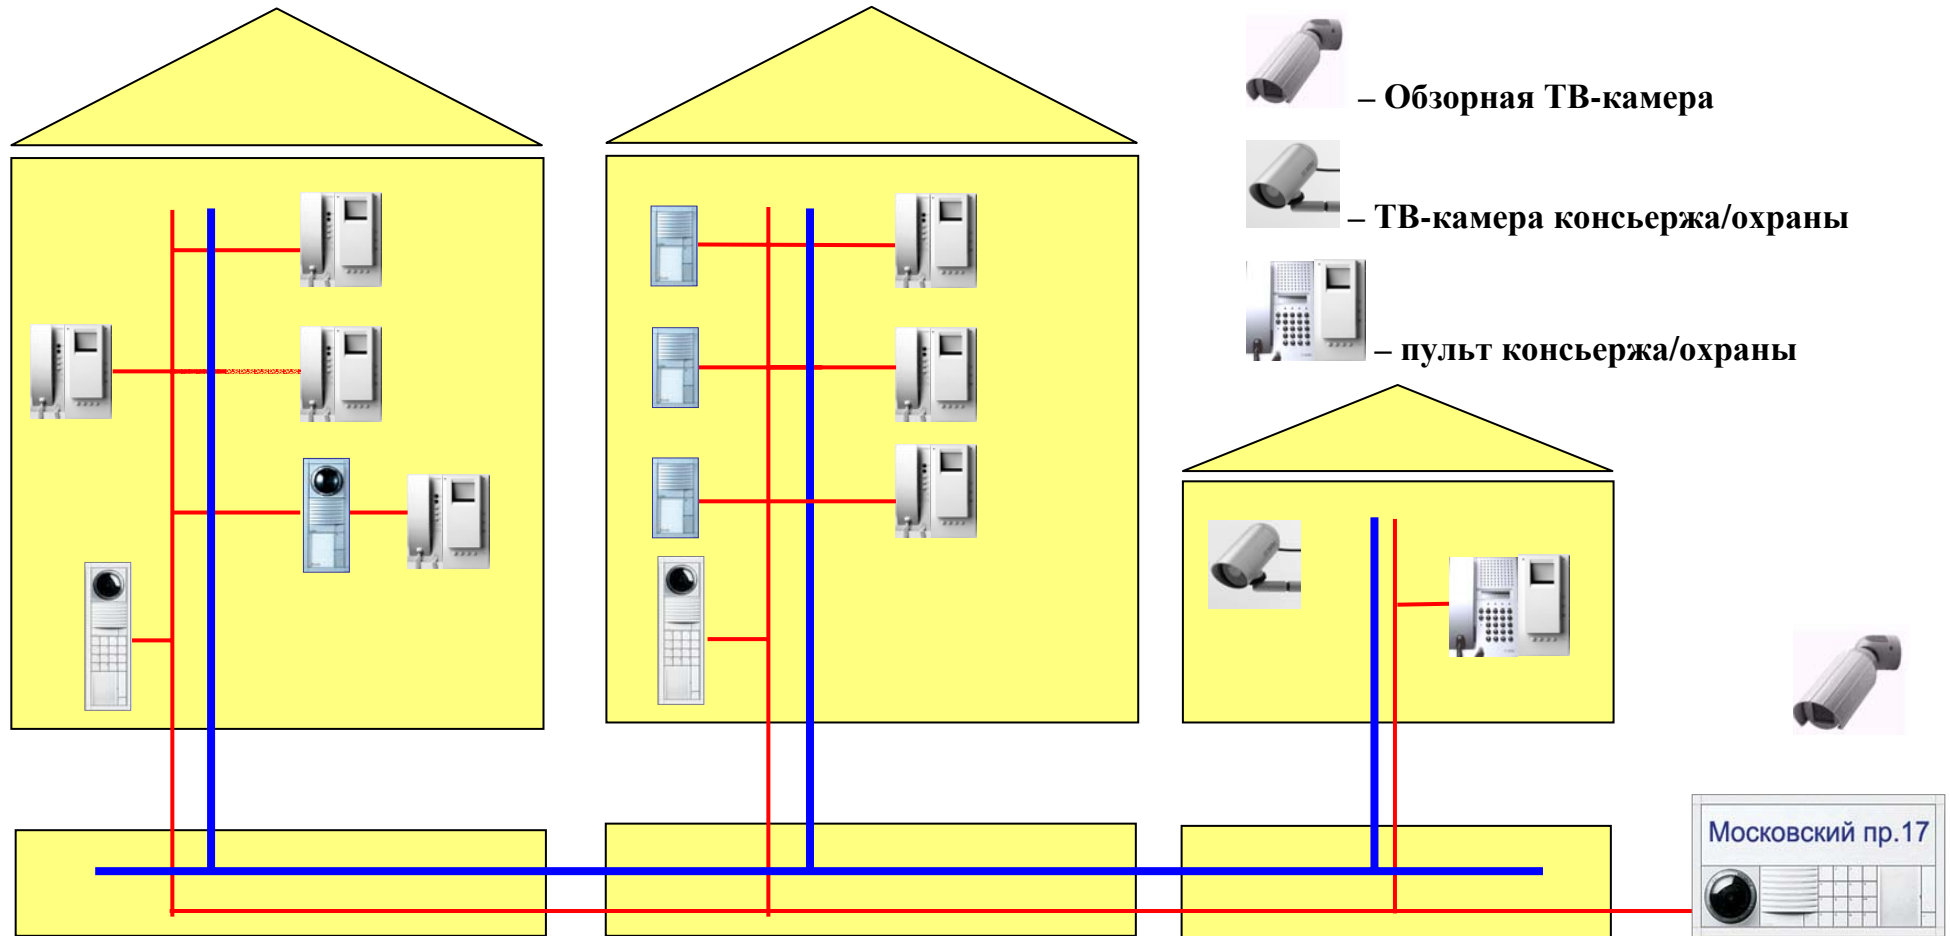 – Обзорная ТВ-камера
– ТВ-камера консьержа/охраны
– пульт консьержа/охраны
Московский пр.17